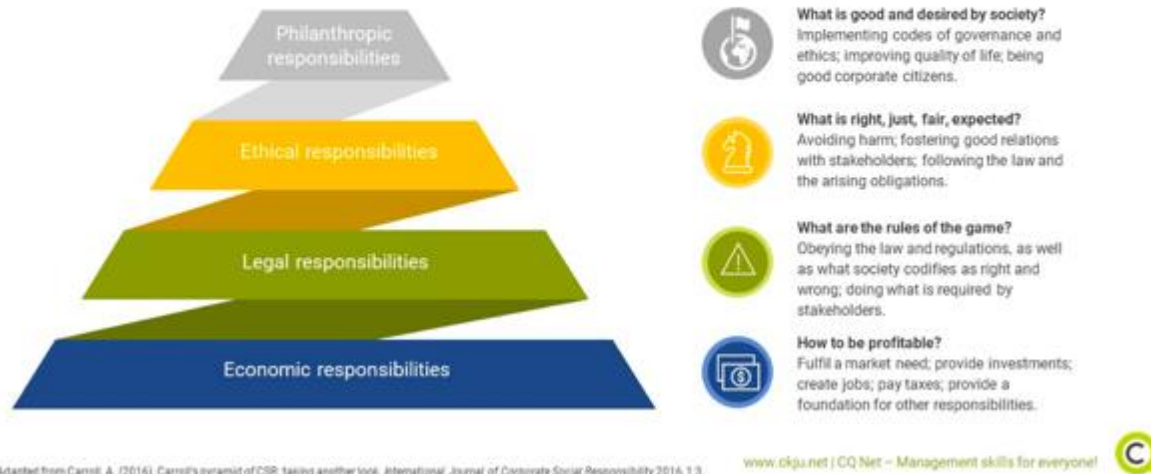 Philanthropic
responsibilities
Ethical responsibilities
Legal responsibilities
Economic responsibilities
What is good and desired by society?
Implementing codes of governance and
ethics; improving quality of life; being
good corporate citizens.
What is right, just, fair, expected?
Avoiding harm; fostering good relations
with stakeholders; following the law and
the arising obligations.
What are the rules of the game?
Obeying the law and regulations, as well
as what society codifies as right and
wrong; doing what is required by
stakeholders.
How to be profitable?
Fulfil a market need; provide investments;
create jobs; pay taxes; provide a
foundation for other responsibilities.
Adapted from Carroll, A. (2016). Carroll's pyramid of CSR: taking another look. International Journal of Corporate Social Responsibility 2016, 1:3
www.ckju.net | CQ Net – Management skills for everyone!
C